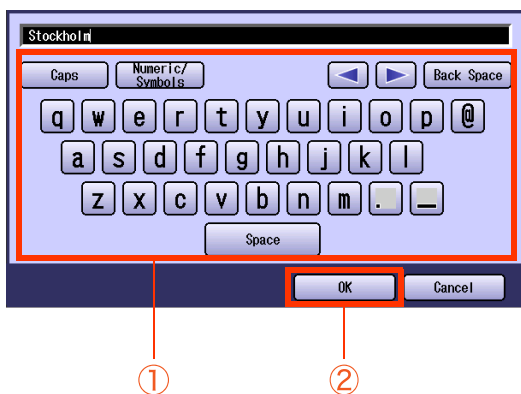 Stockholm
Caps Numeric/ Back Space
Symbols
q w e r t y u i o p @
a s d f g h j k l
z x c v b n m . _
Space
OK Cancel
① ②